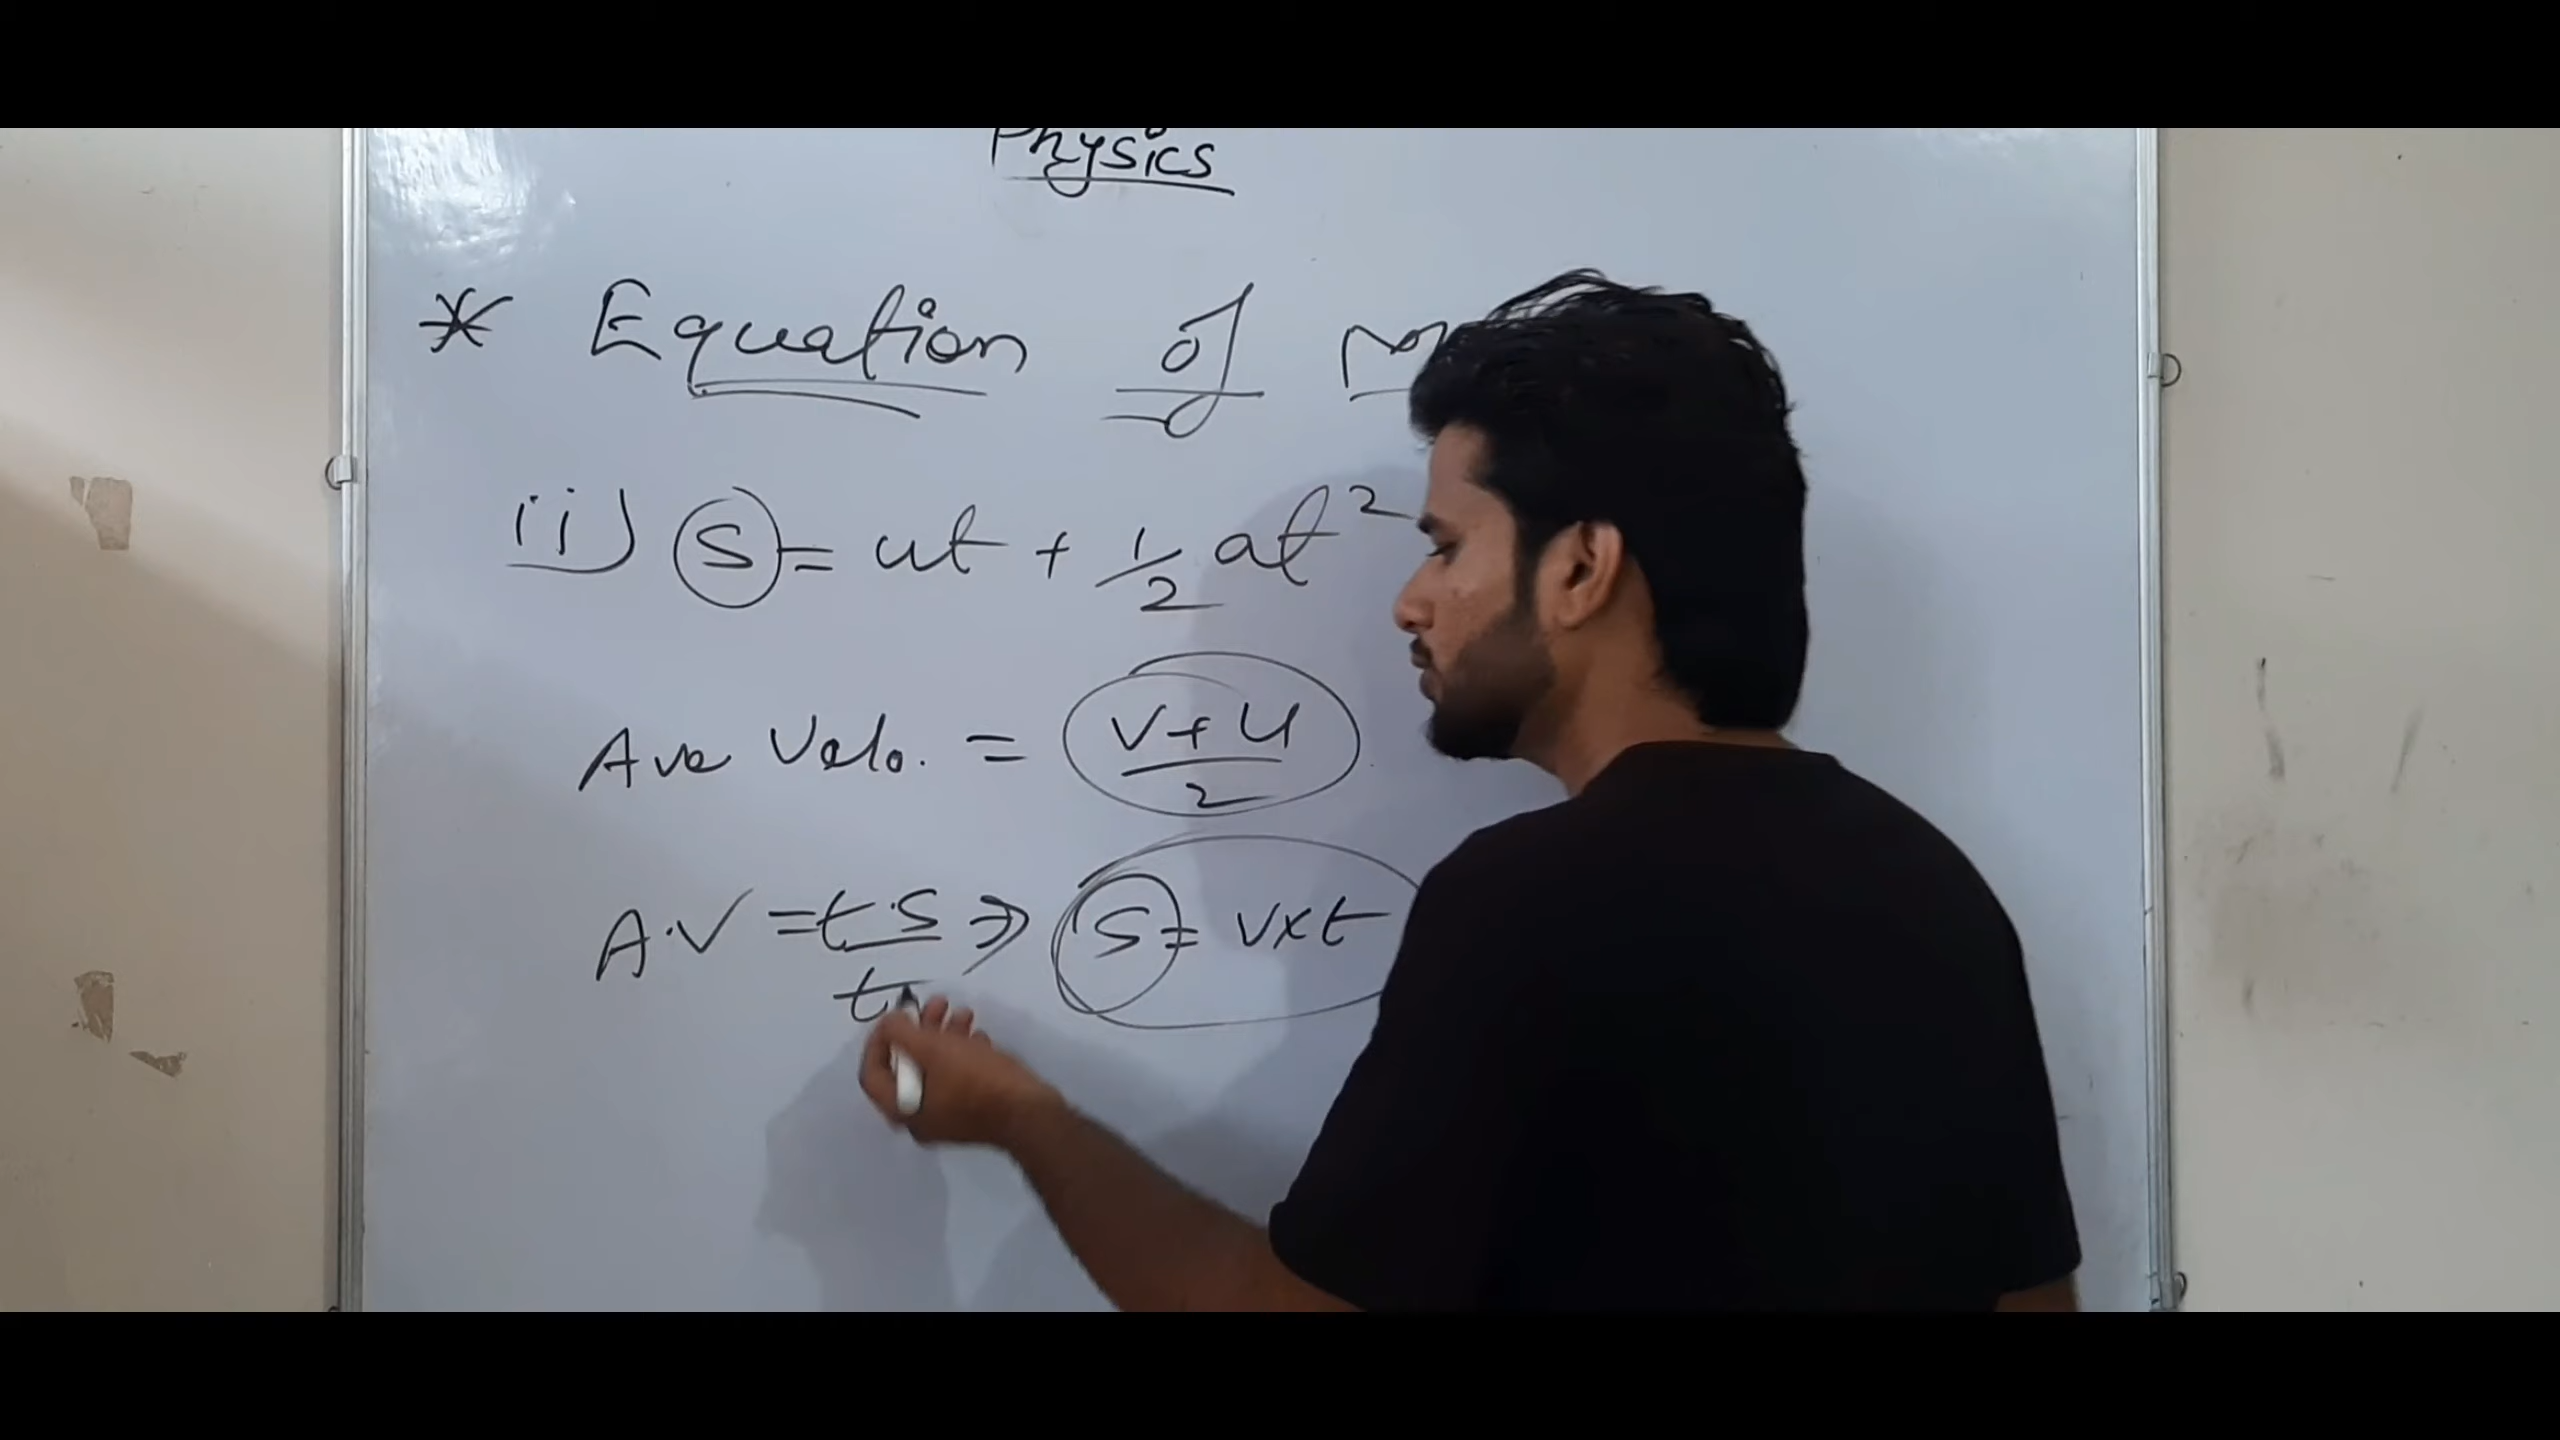 Physics
* Equation of
ii) S = ut + 1/2 at²
Ave Velo. = v+u/2
A.V = t.s/t. ⇒ S = v×t